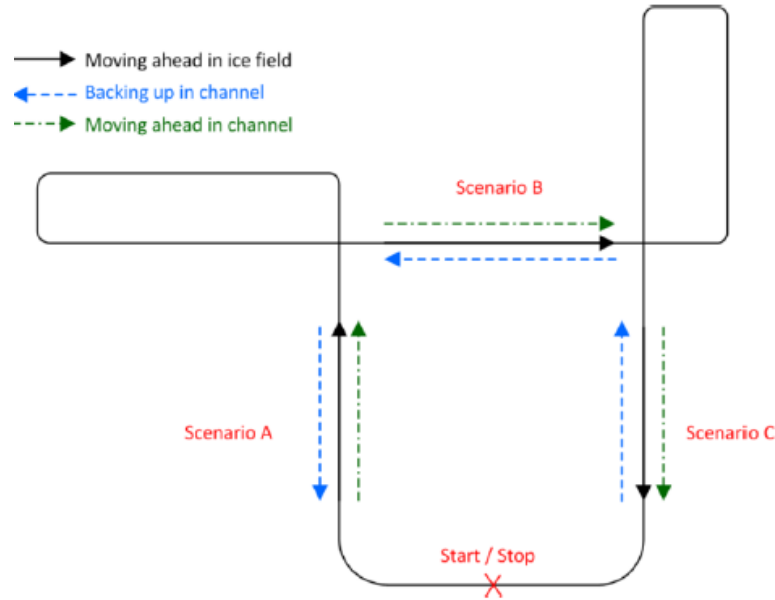 Moving ahead in ice field
Backing up in channel
Moving ahead in channel
Scenario B
Scenario A
Scenario C
Start / Stop